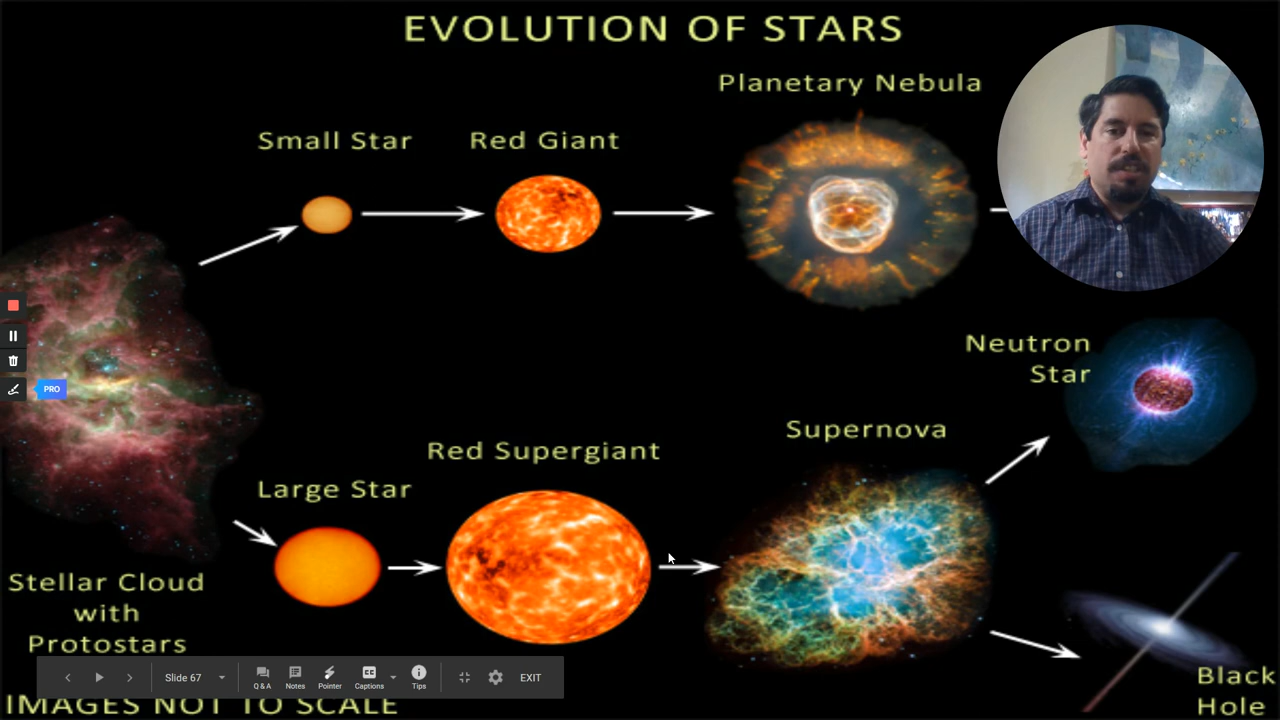 EVOLUTION OF STARS
Planetary Nebula
Small Star
Red Giant
Neutron
Star
Supernova
Red Supergiant
Large Star
PRO
Stellar Cloud
with
Protostars
Black
Hole
Slide 67
Q & A
Notes
Pointer
Captions
Tips
EXIT
IMAGES NOT TO SCALE